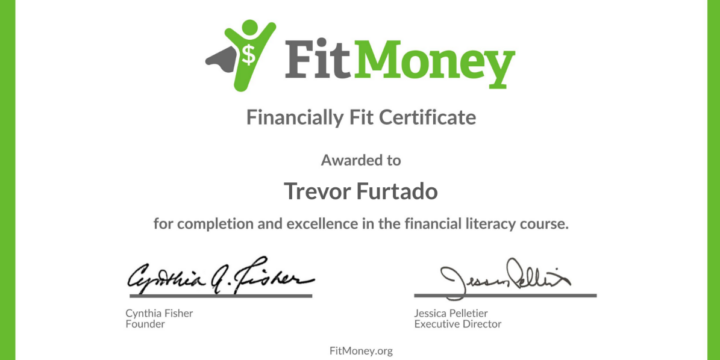 $
FitMoney
Financially Fit Certificate
Awarded to
Trevor Furtado
for completion and excellence in the financial literacy course.
Cynthia A. Fisher
Jessica Pelletier
Cynthia Fisher
Founder
Jessica Pelletier
Executive Director
FitMoney.org